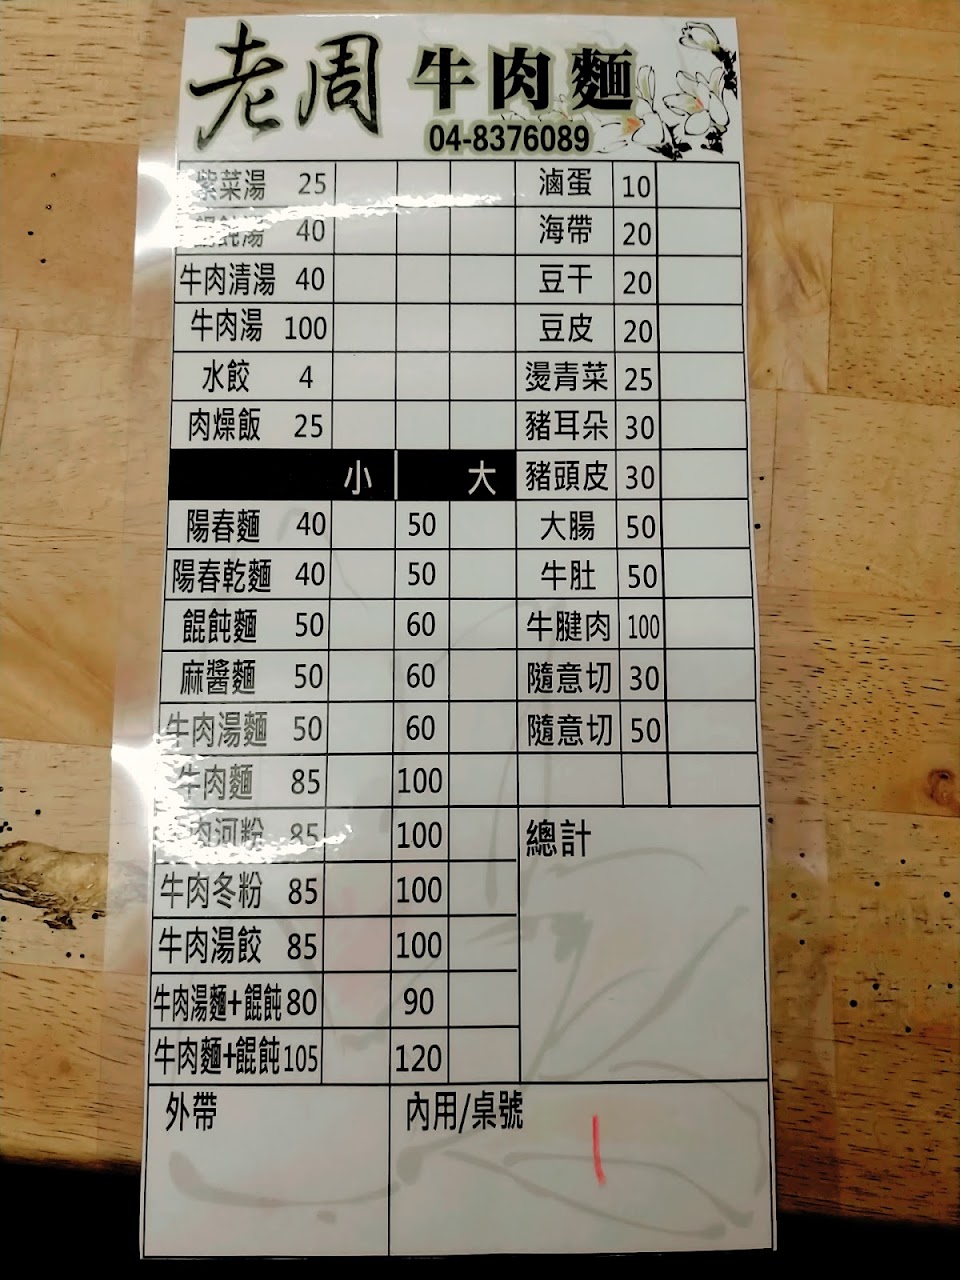 老周 牛肉麵
04-8376089
紫菜湯 25 滷蛋 10
餛飩湯 40 海帶 20
牛肉清湯 40 豆干 20
牛肉湯 100 豆皮 20
水餃 4 燙青菜 25
肉燥飯 25 豬耳朵 30
小 大 豬頭皮 30
陽春麵 40 50 大腸 50
陽春乾麵 40 50 牛肚 50
餛飩麵 50 60 牛腱肉 100
麻醬麵 50 60 隨意切 30
牛肉湯麵 50 60 隨意切 50
牛肉麵 85 100
肉河粉 85 100 總計
牛肉冬粉 85 100
牛肉湯餃 85 100
牛肉湯麵+餛飩 80 90
牛肉麵+餛飩 105 120
外帶 內用/桌號 1